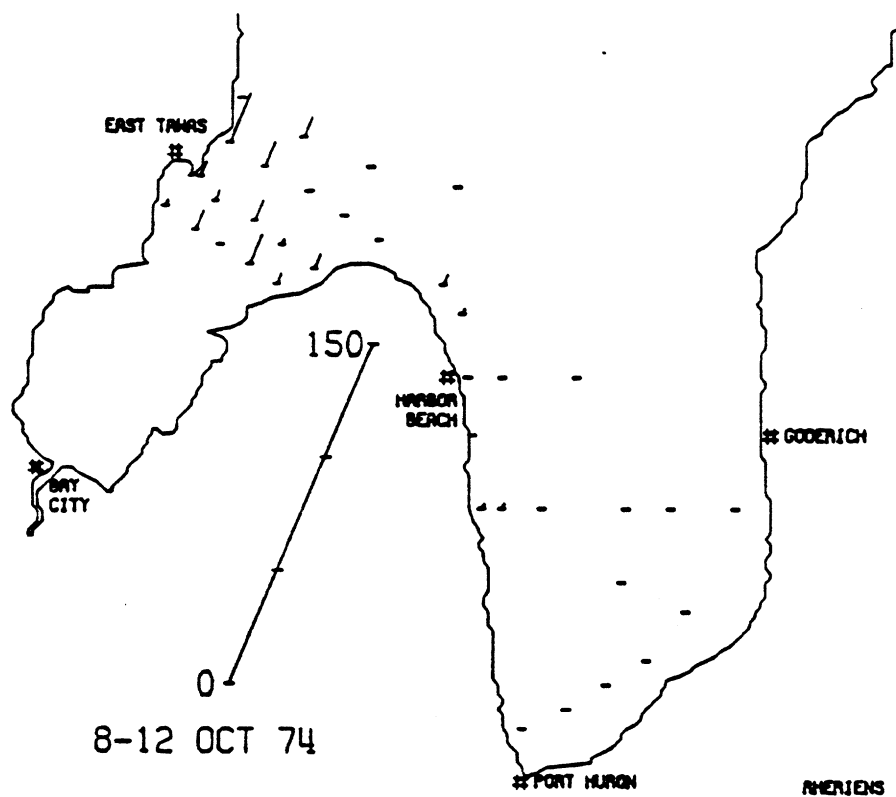 EAST TAWAS
#
150
#
HARBOR
BEACH
# GODERICH
#
BAY
CITY
0
8-12 OCT 74
# PORT HURON
RHERIENS